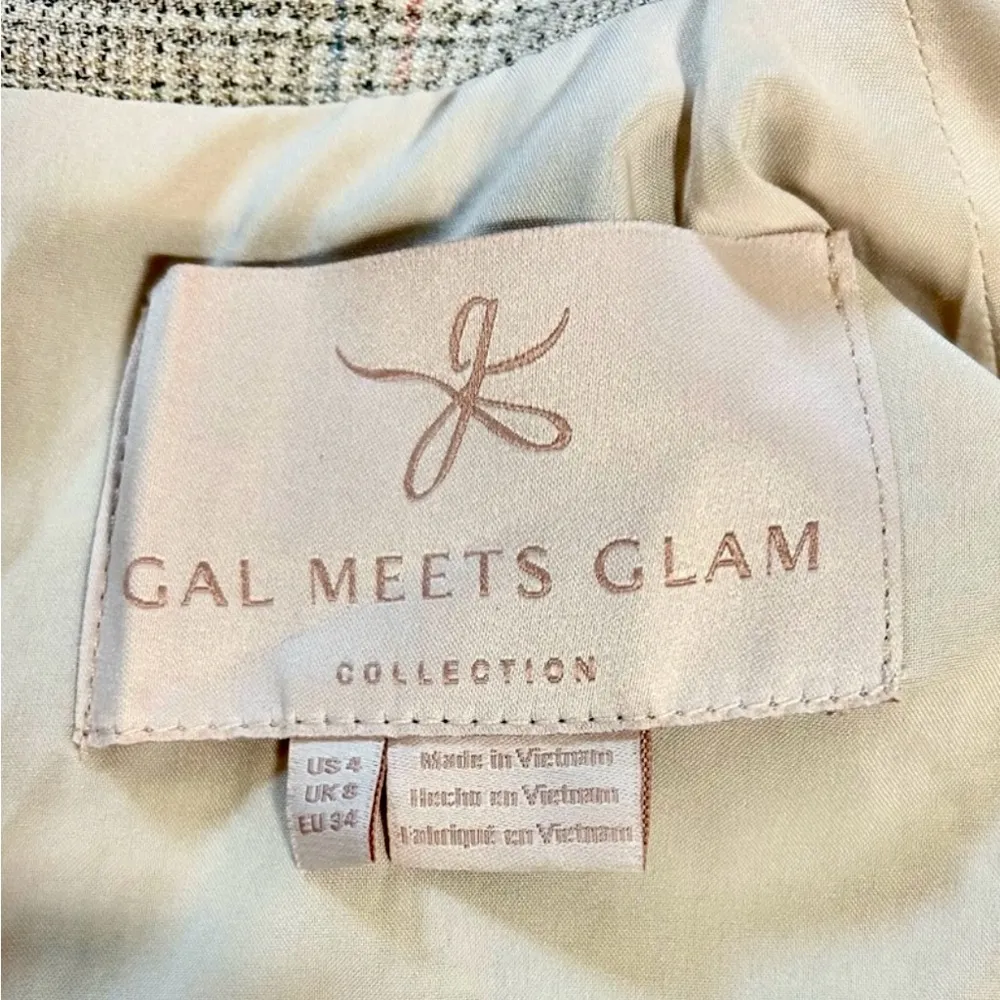 GAL MEETS GLAM
COLLECTION
US 4
UK 8
EU 34
Made in Vietnam
Hecho en Vietnam
Fabriqué en Vietnam